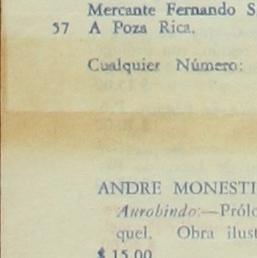 Mercante Fernando S
57 A Poza Rica.
Cualquier Número:
ANDRE MONESTI
Aurobindo.—Prólo
quel. Obra ilust
$ 15.00